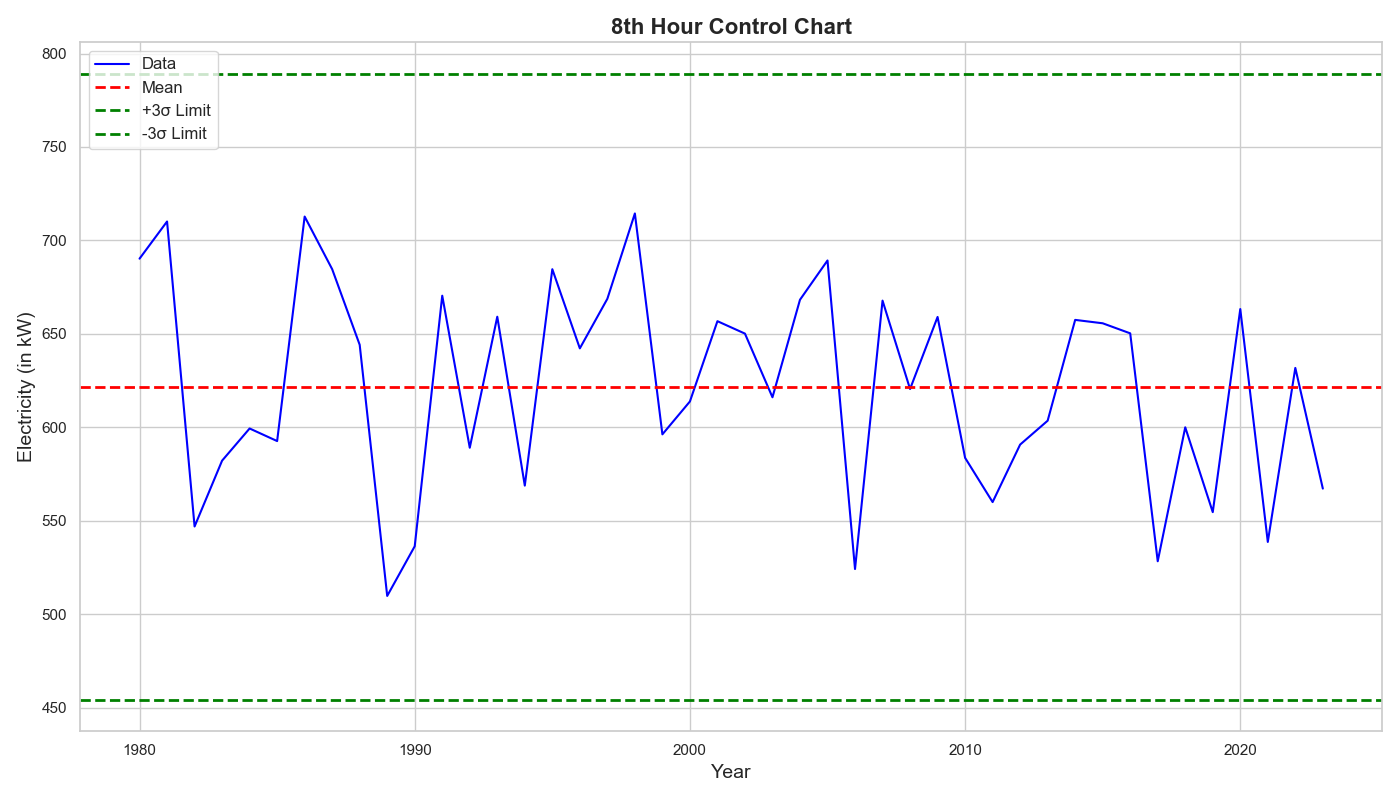 8th Hour Control Chart
Data
Mean
+3σ Limit
-3σ Limit
Electricity (in kW)
800
750
700
650
600
550
500
450
1980
1990
2000
2010
2020
Year